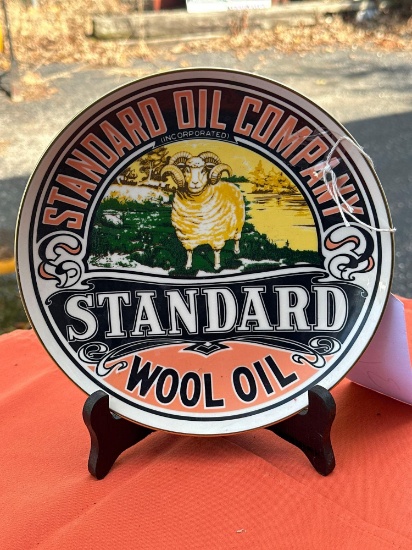 STANDARD OIL COMPANY
(INCORPORATED)
STANDARD
WOOL OIL